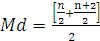 Md = [n/2 + (n+2)/2] / 2